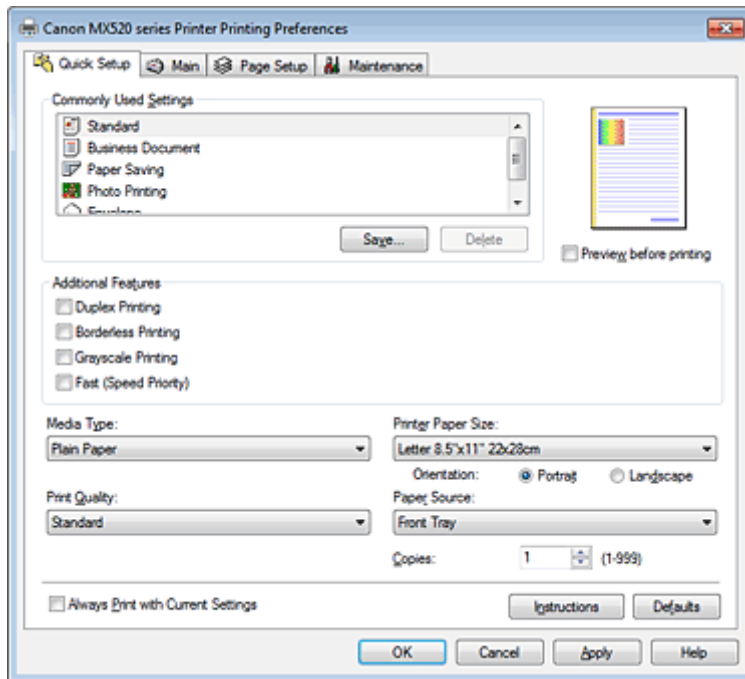 Canon MX520 series Printer Printing Preferences
Quick Setup
Main
Page Setup
Maintenance
Commonly Used Settings
Standard
Business Document
Paper Saving
Photo Printing
Envelope
Save...
Delete
Preview before printing
Additional Features
Duplex Printing
Borderless Printing
Grayscale Printing
Fast (Speed Priority)
Media Type:
Printer Paper Size:
Plain Paper
Letter 8.5"x11" 22x28cm
Orientation:
Portrait
Landscape
Print Quality:
Paper Source:
Standard
Front Tray
Copies:
1
(1-999)
Always Print with Current Settings
Instructions
Defaults
OK
Cancel
Apply
Help